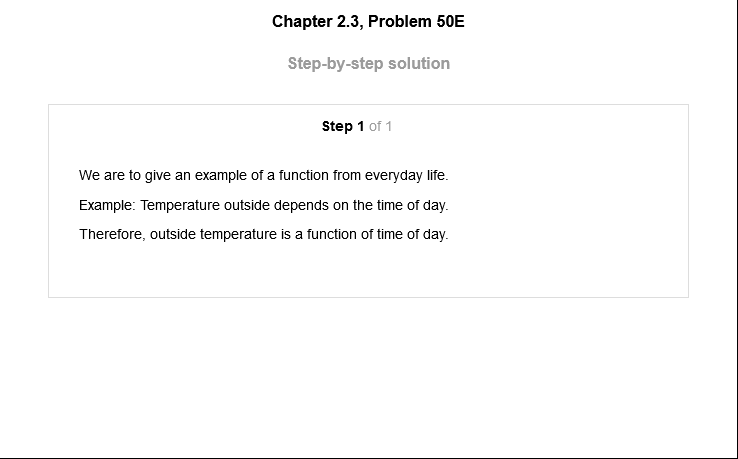 Chapter 2.3, Problem 50E
Step-by-step solution
Step 1 of 1
We are to give an example of a function from everyday life.
Example: Temperature outside depends on the time of day.
Therefore, outside temperature is a function of time of day.